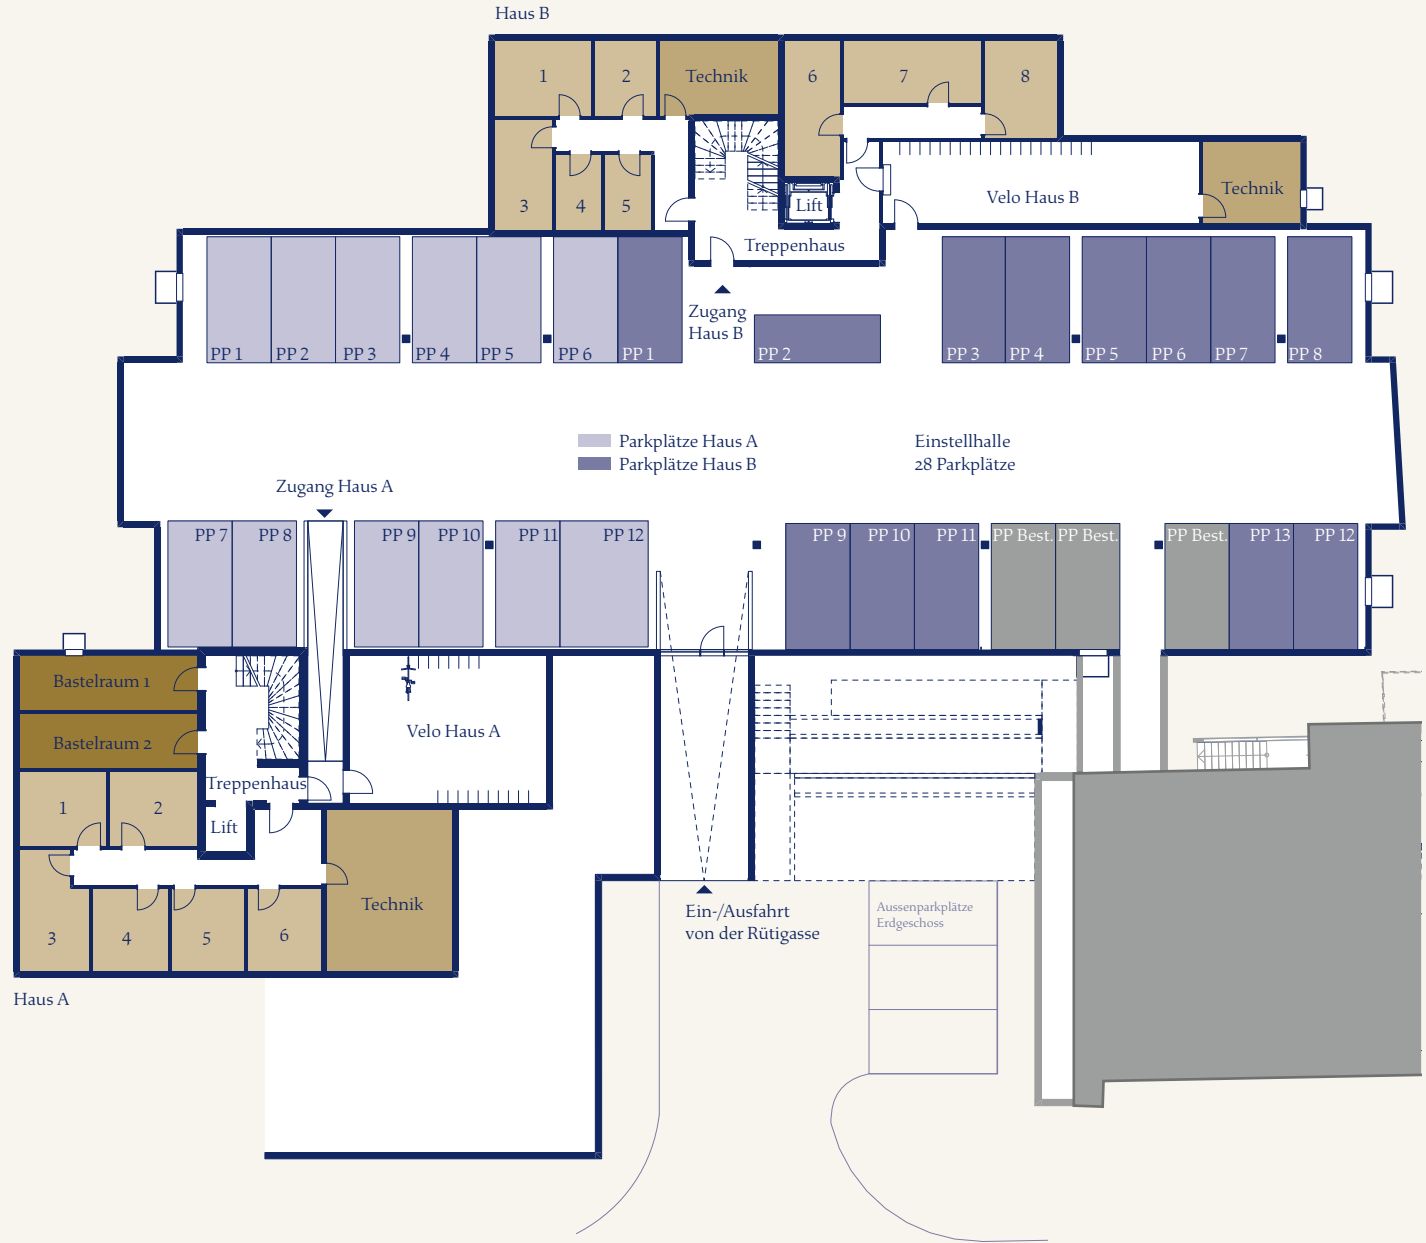 Haus B
1
2
Technik
6
7
8
3
4
5
Lift
Velo Haus B
Technik
Treppenhaus
Zugang
Haus B
PP 1
PP 2
PP 3
PP 4
PP 5
PP 6
PP 1
PP 2
PP 3
PP 4
PP 5
PP 6
PP 7
PP 8
Parkplätze Haus A
Parkplätze Haus B
Einstellhalle
28 Parkplätze
Zugang Haus A
PP 7
PP 8
PP 9
PP 10
PP 11
PP 12
PP 9
PP 10
PP 11
PP Best.
PP Best.
PP Best.
PP 13
PP 12
Bastelraum 1
Bastelraum 2
Velo Haus A
Treppenhaus
Lift
1
2
3
4
5
6
Technik
Ein-/Ausfahrt
von der Rütigasse
Aussenparkplätze
Erdgeschoss
Haus A